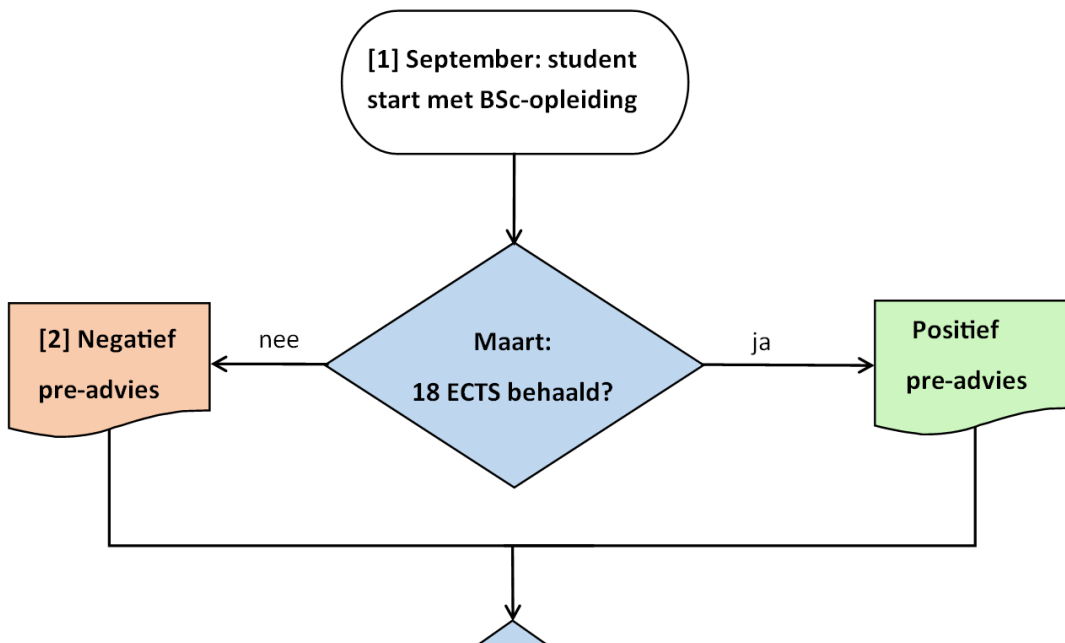 [1] September: student
start met BSc-opleiding
[2] Negatief
pre-advies
nee
Maart:
18 ECTS behaald?
ja
Positief
pre-advies